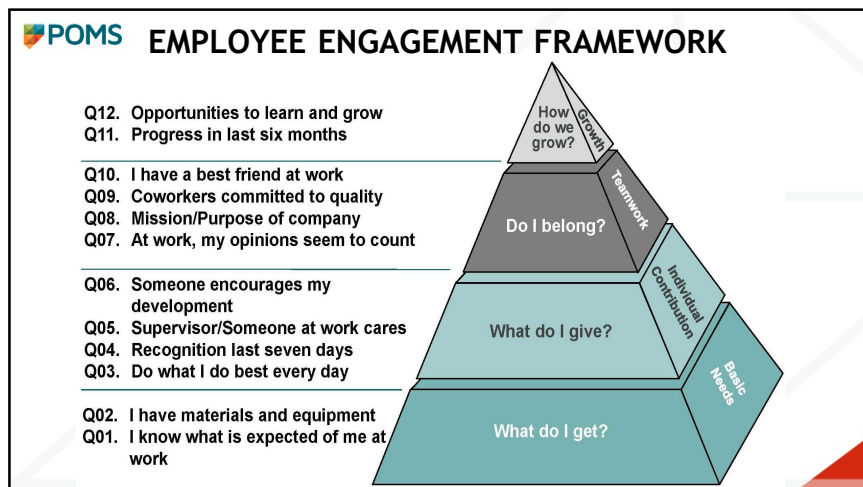 POMS
EMPLOYEE ENGAGEMENT FRAMEWORK
Q12. Opportunities to learn and grow
Q11. Progress in last six months
Q10. I have a best friend at work
Q09. Coworkers committed to quality
Q08. Mission/Purpose of company
Q07. At work, my opinions seem to count
Q06. Someone encourages my
development
Q05. Supervisor/Someone at work cares
Q04. Recognition last seven days
Q03. Do what I do best every day
Q02. I have materials and equipment
Q01. I know what is expected of me at
work
How
do we
grow?
Growth
Do I belong?
Teamwork
What do I give?
Individual
Contribution
What do I get?
Basic
Needs